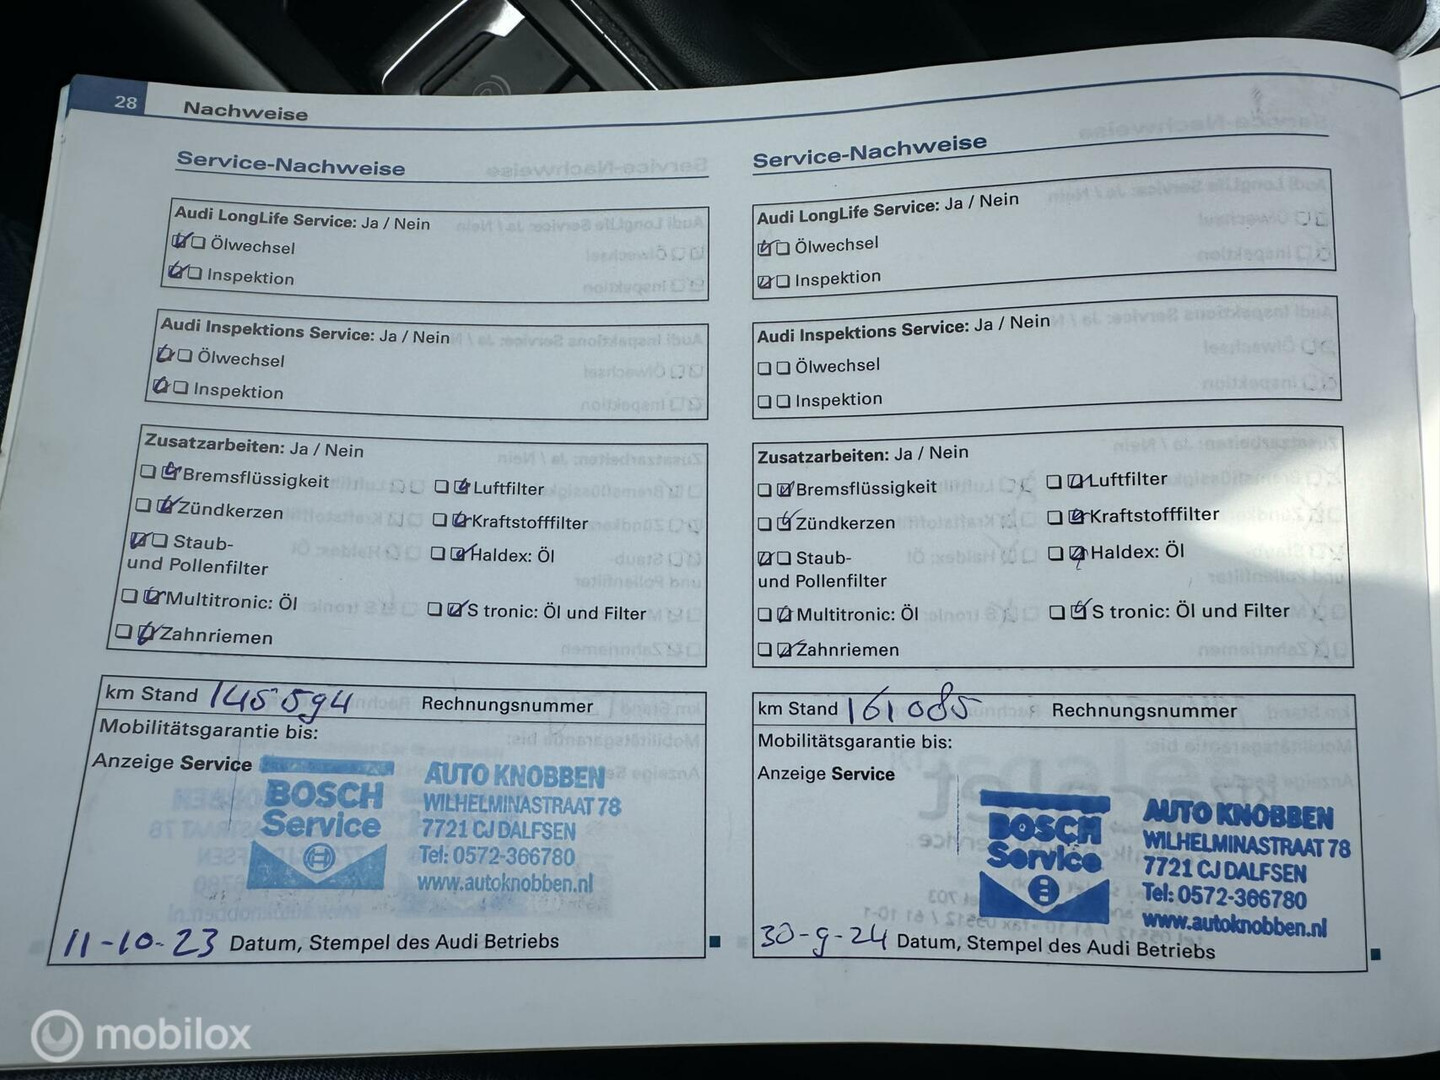 28 Nachweise
Service-Nachweise
Audi LongLife Service: Ja / Nein
Ölwechsel
Inspektion
Audi Inspektions Service: Ja / Nein
Ölwechsel
Inspektion
Zusatzarbeiten: Ja / Nein
Bremsflüssigkeit Luftfilter
Zündkerzen Kraftstofffilter
Staub- Haldex: Öl
und Pollenfilter
Multitronic: Öl S tronic: Öl und Filter
Zahnriemen
km Stand 145594 Rechnungsnummer
Mobilitätsgarantie bis:
Anzeige Service
BOSCH
Service
AUTO KNOBBEN
WILHELMINASTRAAT 78
7721 CJ DALFSEN
Tel: 0572-366780
www.autoknobben.nl
11-10-23 Datum, Stempel des Audi Betriebs
Service-Nachweise
Audi LongLife Service: Ja / Nein
Ölwechsel
Inspektion
Audi Inspektions Service: Ja / Nein
Ölwechsel
Inspektion
Zusatzarbeiten: Ja / Nein
Bremsflüssigkeit Luftfilter
Zündkerzen Kraftstofffilter
Staub- Haldex: Öl
und Pollenfilter
Multitronic: Öl S tronic: Öl und Filter
Zahnriemen
km Stand 161085 Rechnungsnummer
Mobilitätsgarantie bis:
Anzeige Service
BOSCH
Service
AUTO KNOBBEN
WILHELMINASTRAAT 78
7721 CJ DALFSEN
Tel: 0572-366780
www.autoknobben.nl
30-9-24 Datum, Stempel des Audi Betriebs
mobilox